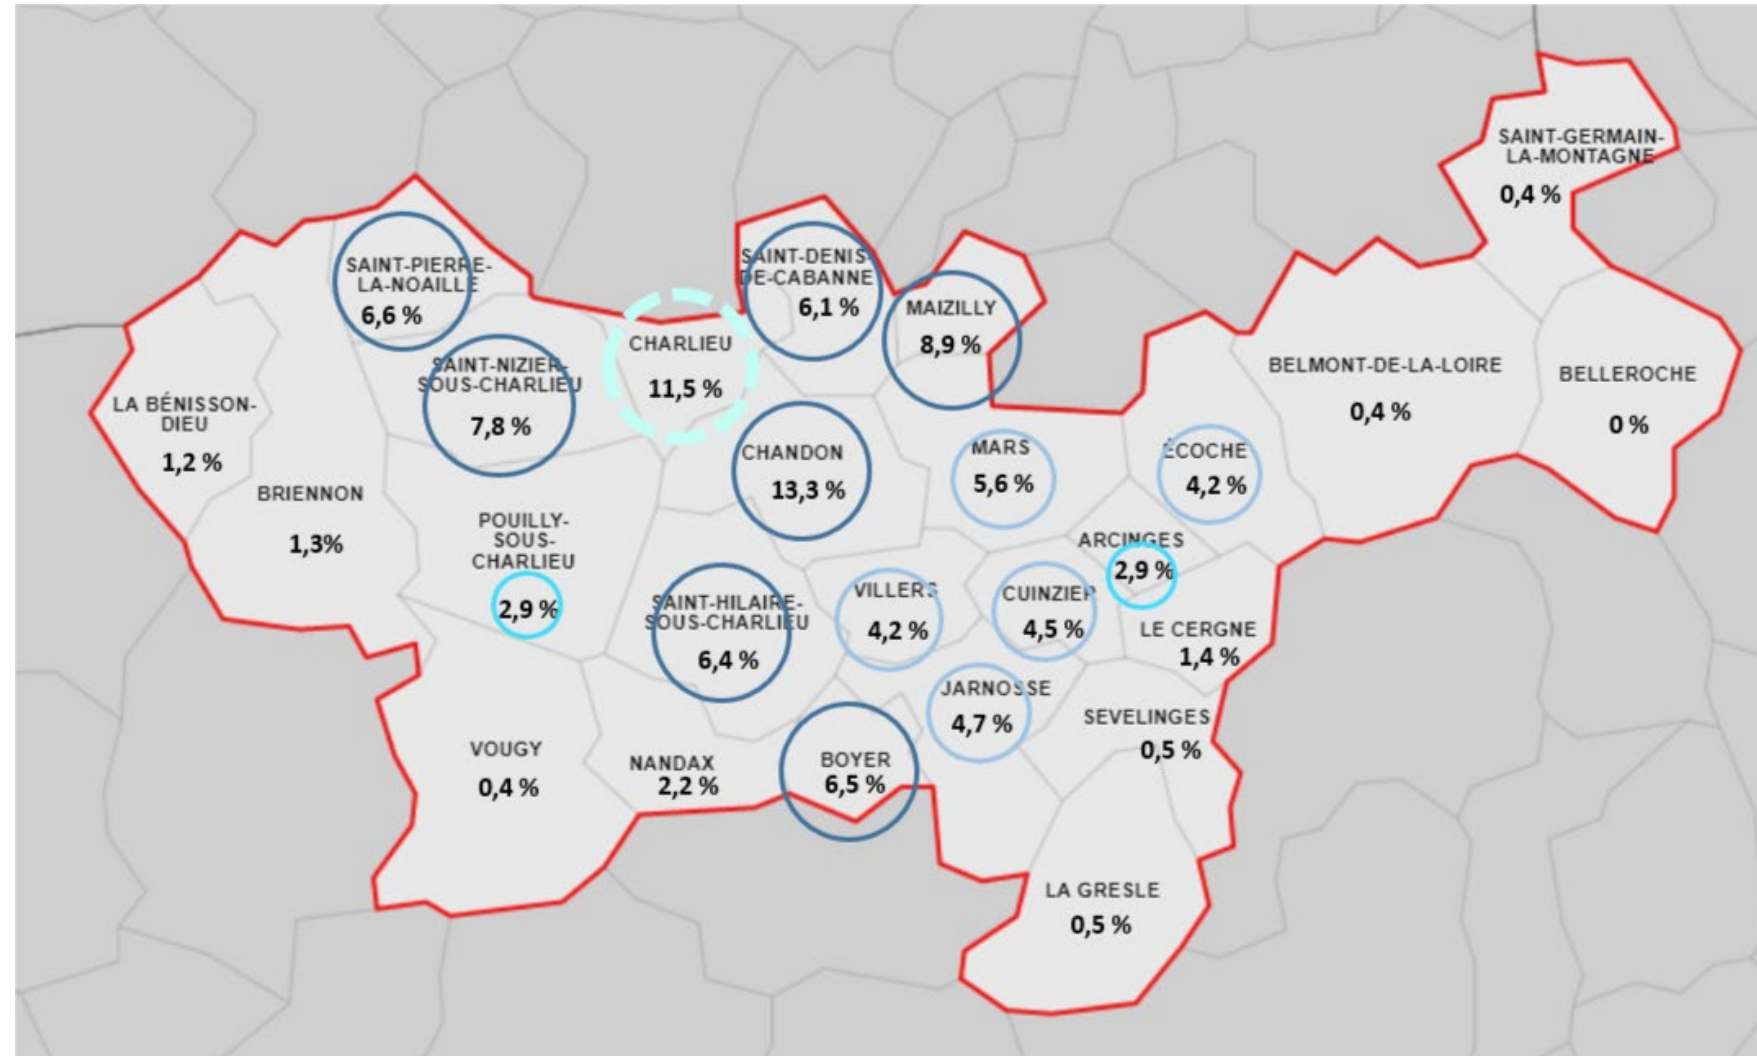 SAINT-GERMAIN-
LA-MONTAGNE
0,4 %
SAINT-PIERRE-
LA-NOAILLE
6,6 %
SAINT-DENIS-
DE-CABANNE
6,1 %
MAIZILLY
8,9 %
CHARLIEU
11,5 %
SAINT-NIZIER-
SOUS-CHARLIEU
7,8 %
BELMONT-DE-LA-LOIRE
0,4 %
BELLEROCHE
0 %
LA BÉNISSON-
DIEU
1,2 %
BRIENNON
1,3%
CHANDON
13,3 %
MARS
5,6 %
ÉCOCHE
4,2 %
POUILLY-
SOUS-
CHARLIEU
2,9 %
ARCINGES
2,9 %
SAINT-HILAIRE-
SOUS-CHARLIEU
6,4 %
VILLERS
4,2 %
CUINZIER
4,5 %
LE CERGNE
1,4 %
JARNOSSE
4,7 %
SEVELINGES
0,5 %
VOUGY
0,4 %
NANDAX
2,2 %
BOYER
6,5 %
LA GRESLE
0,5 %